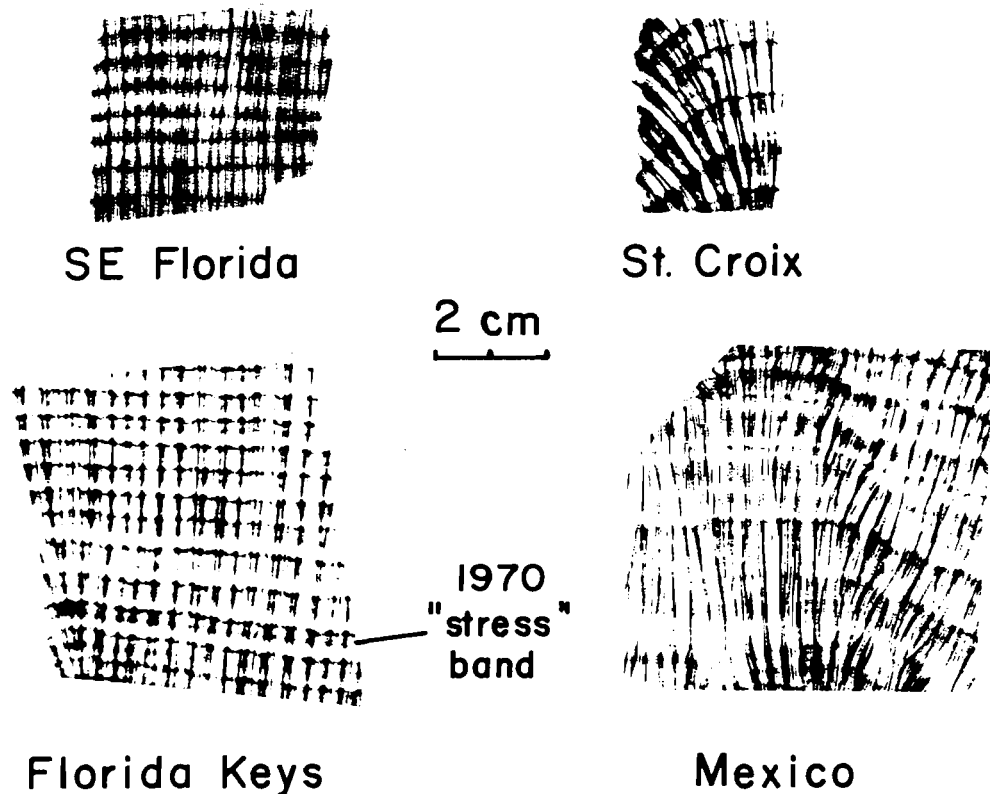 SE Florida
St. Croix
2 cm
1970
"stress"
band
Florida Keys
Mexico